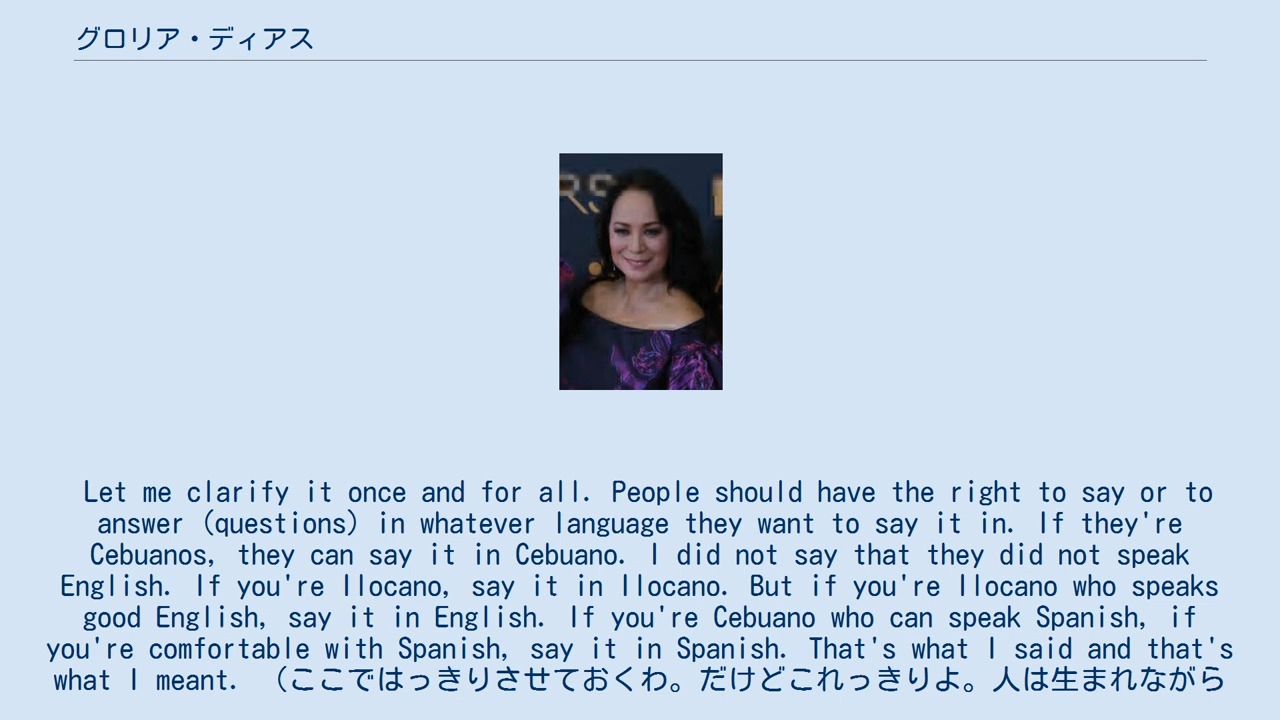 グロリア・ディアス
RS
Let me clarify it once and for all. People should have the right to say or to
answer (questions) in whatever language they want to say it in. If they're
Cebuanos, they can say it in Cebuano. I did not say that they did not speak
English. If you're Ilocano, say it in Ilocano. But if you're Ilocano who speaks
good English, say it in English. If you're Cebuano who can speak Spanish, if
you're comfortable with Spanish, say it in Spanish. That's what I said and that's
what I meant. （ここではっきりさせておくわ。だけどこれっきりよ。人は生まれながら